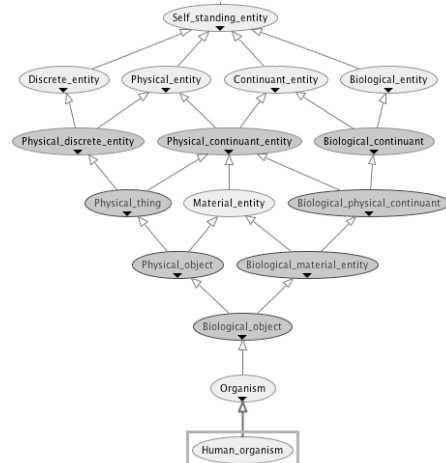 Self_standing_entity
Discrete_entity Physical_entity Continuant_entity Biological_entity
Physical_discrete_entity Physical_continuant_entity Biological_continuant
Physical_thing Material_entity Biological_physical_continuant
Physical_object Biological_material_entity
Biological_object
Organism
Human_organism